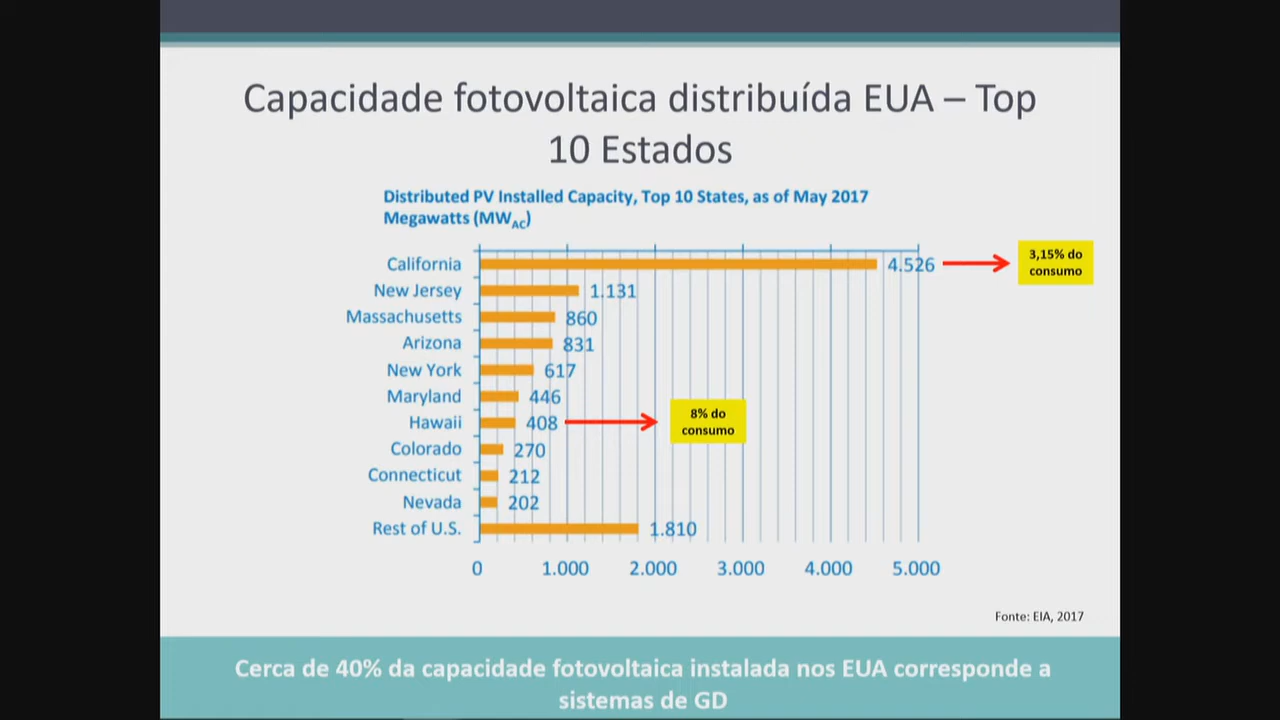 Capacidade fotovoltaica distribuída EUA – Top
10 Estados
Distributed PV Installed Capacity, Top 10 States, as of May 2017
Megawatts (MWAC)
California 4.526
3,15% do
consumo
New Jersey 1.131
Massachusetts 860
Arizona 831
New York 617
Maryland 446
Hawaii 408
8% do
consumo
Colorado 270
Connecticut 212
Nevada 202
Rest of U.S. 1.810
0 1.000 2.000 3.000 4.000 5.000
Fonte: EIA, 2017
Cerca de 40% da capacidade fotovoltaica instalada nos EUA corresponde a
sistemas de GD